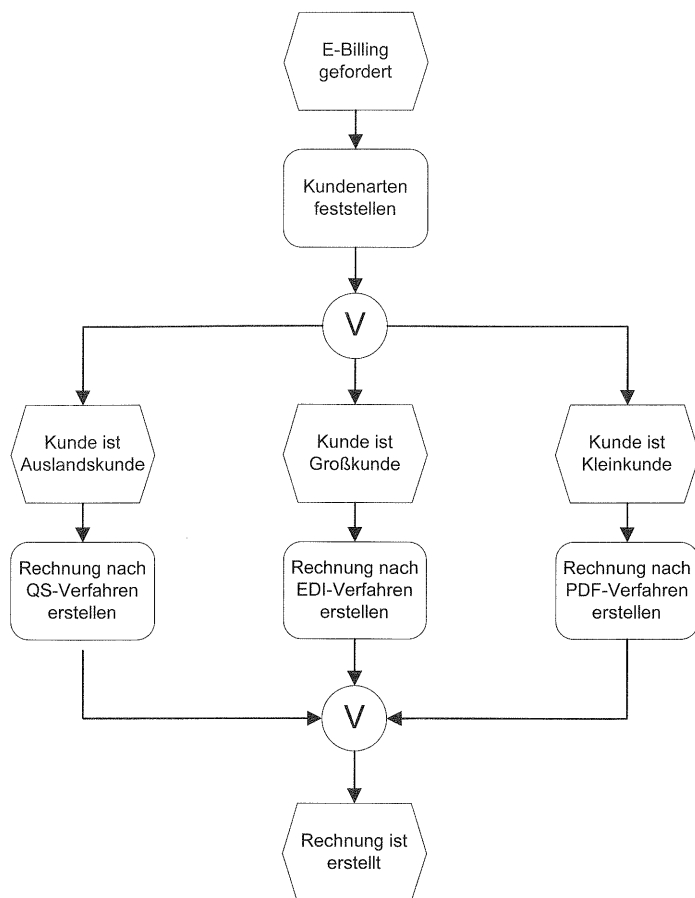 E-Billing
gefordert
Kundenarten
feststellen
V
Kunde ist
Auslandskunde
Kunde ist
Großkunde
Kunde ist
Kleinkunde
Rechnung nach
QS-Verfahren
erstellen
Rechnung nach
EDI-Verfahren
erstellen
Rechnung nach
PDF-Verfahren
erstellen
V
Rechnung ist
erstellt